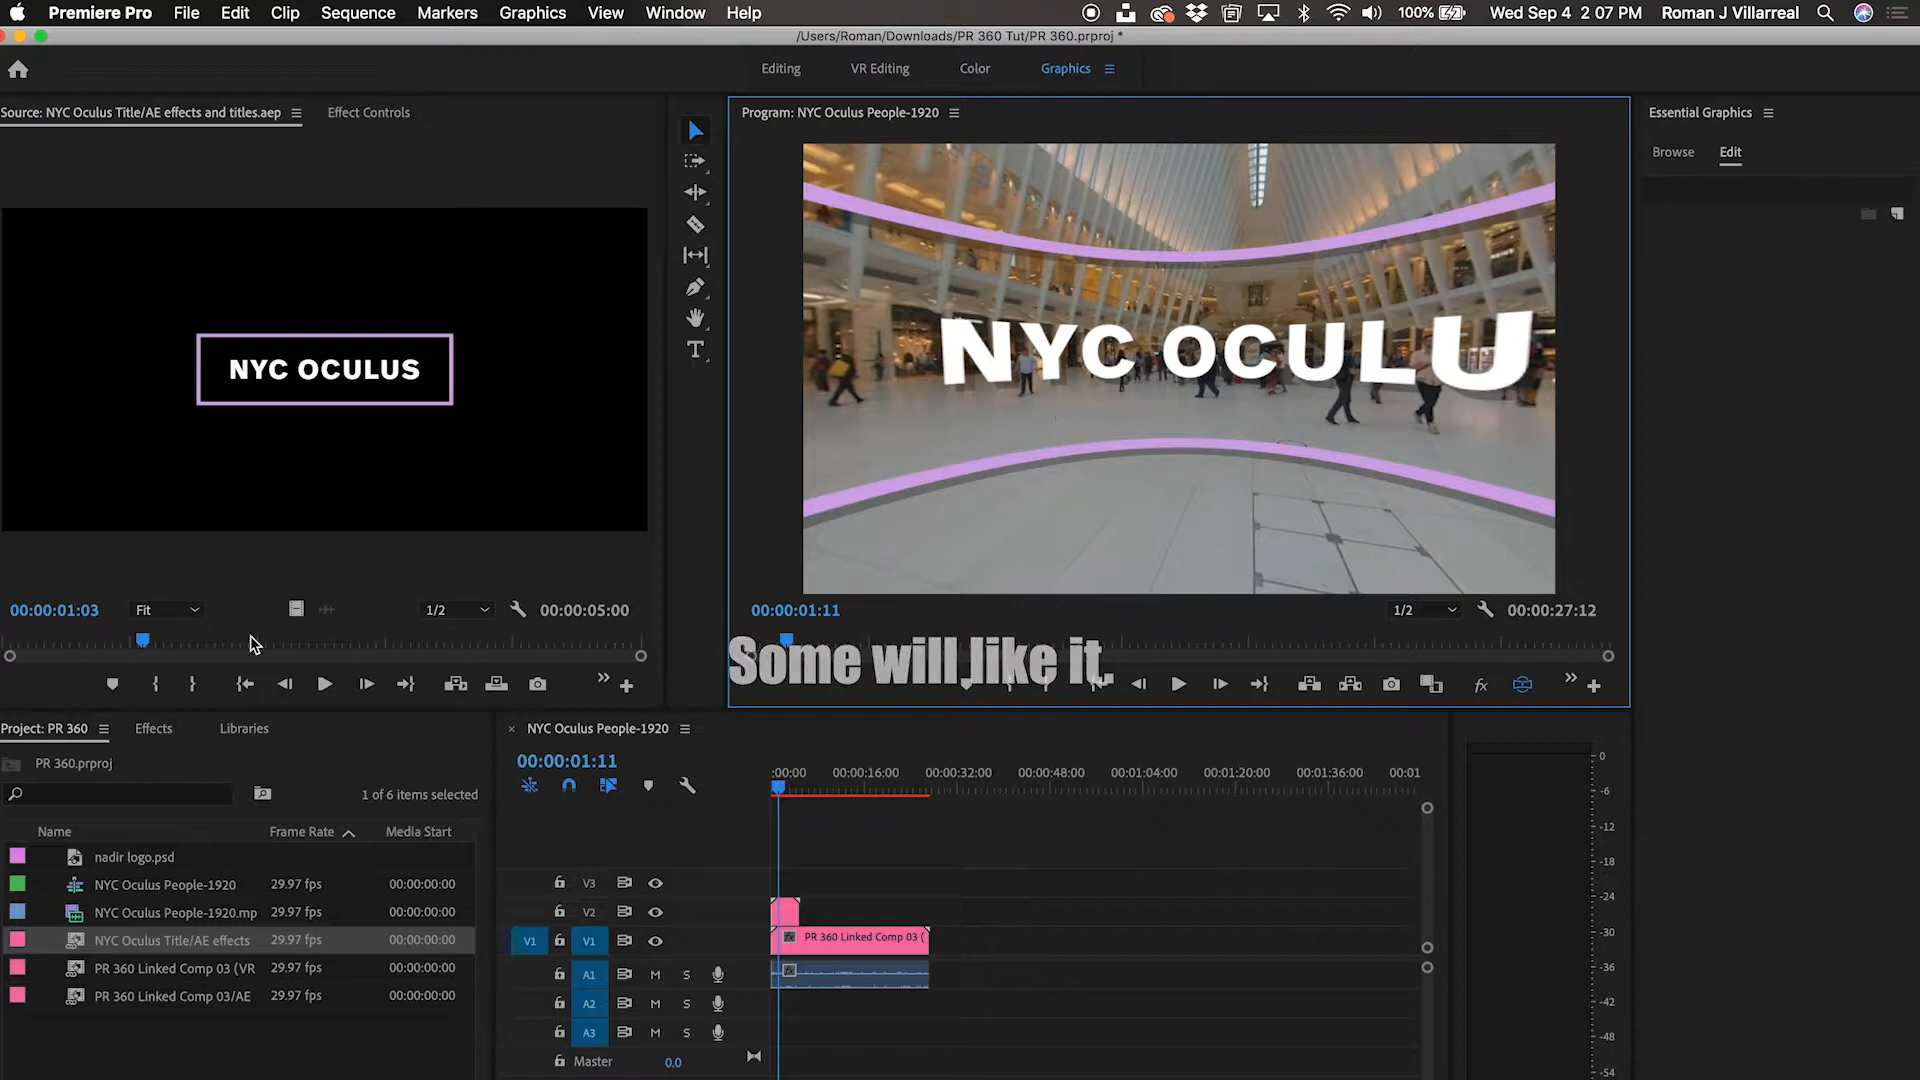 Premiere Pro File Edit Clip Sequence Markers Graphics View Window Help 100% Wed Sep 4 2:07 PM Roman J Villarreal
/Users/Roman/Downloads/PR 360 Tut/PR 360.prproj *
Editing VR Editing Color Graphics
Source: NYC Oculus Title/AE effects and titles.aep Effect Controls
Program: NYC Oculus People-1920
Essential Graphics
Browse Edit
NYC OCULUS
NYC OCULU
00:00:01:03 Fit 1/2 00:00:05:00
00:00:01:11 1/2 00:00:27:12
Some will like it.
fx
Project: PR 360 Effects Libraries
PR 360.prproj
1 of 6 items selected
Name Frame Rate Media Start
nadir logo.psd
NYC Oculus People-1920 29.97 fps 00:00:00:00
NYC Oculus People-1920.mp 29.97 fps 00:00:00:00
NYC Oculus Title/AE effects 29.97 fps 00:00:00:00
PR 360 Linked Comp 03 (VR 29.97 fps 00:00:00:00
PR 360 Linked Comp 03/AE 29.97 fps 00:00:00:00
NYC Oculus People-1920
00:00:01:11
:00:00 00:00:16:00 00:00:32:00 00:00:48:00 00:01:04:00 00:01:20:00 00:01:36:00 00:01
V3
V2
V1 V1 fx PR 360 Linked Comp 03 (
A1 M S fx
A2 M S
A3 M S
Master 0.0
0
-6
-12
-18
-24
-30
-36
-42
-48
-54